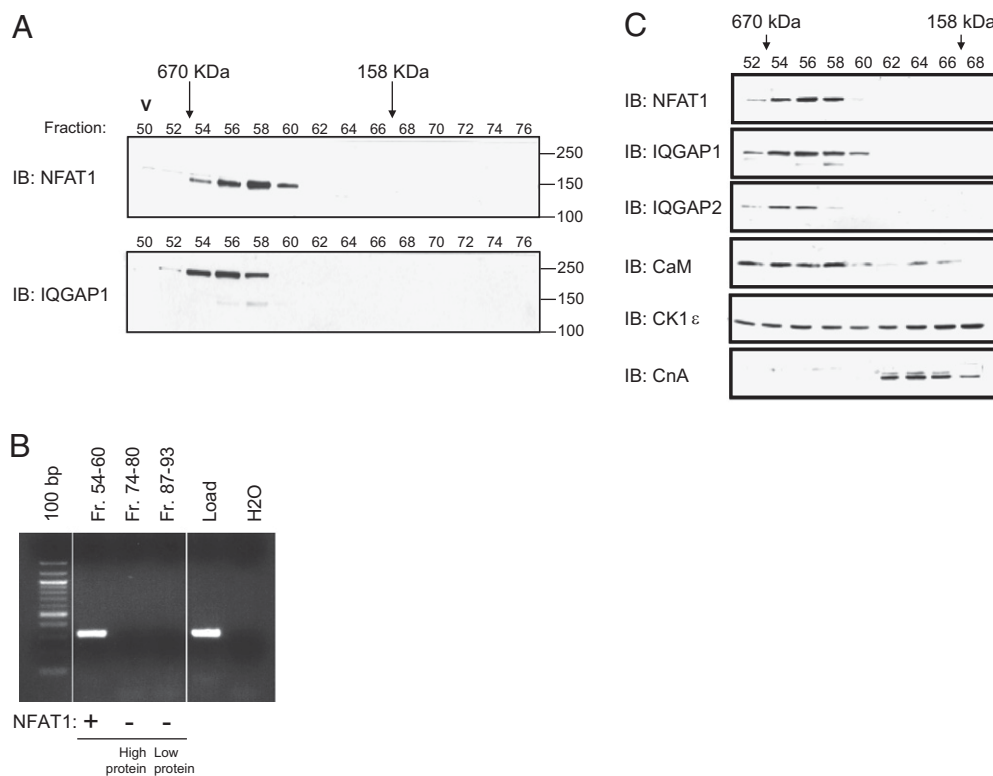 A
670 KDa
158 KDa
V
Fraction:
50 52 54 56 58 60 62 64 66 68 70 72 74 76
IB: NFAT1
250
150
100
50 52 54 56 58 60 62 64 66 68 70 72 74 76
IB: IQGAP1
250
150
100
B
100 bp
Fr. 54-60
Fr. 74-80
Fr. 87-93
Load
H2O
NFAT1: + - -
High protein
Low protein
C
670 kDa
158 kDa
52 54 56 58 60 62 64 66 68
IB: NFAT1
IB: IQGAP1
IB: IQGAP2
IB: CaM
IB: CK1 ε
IB: CnA